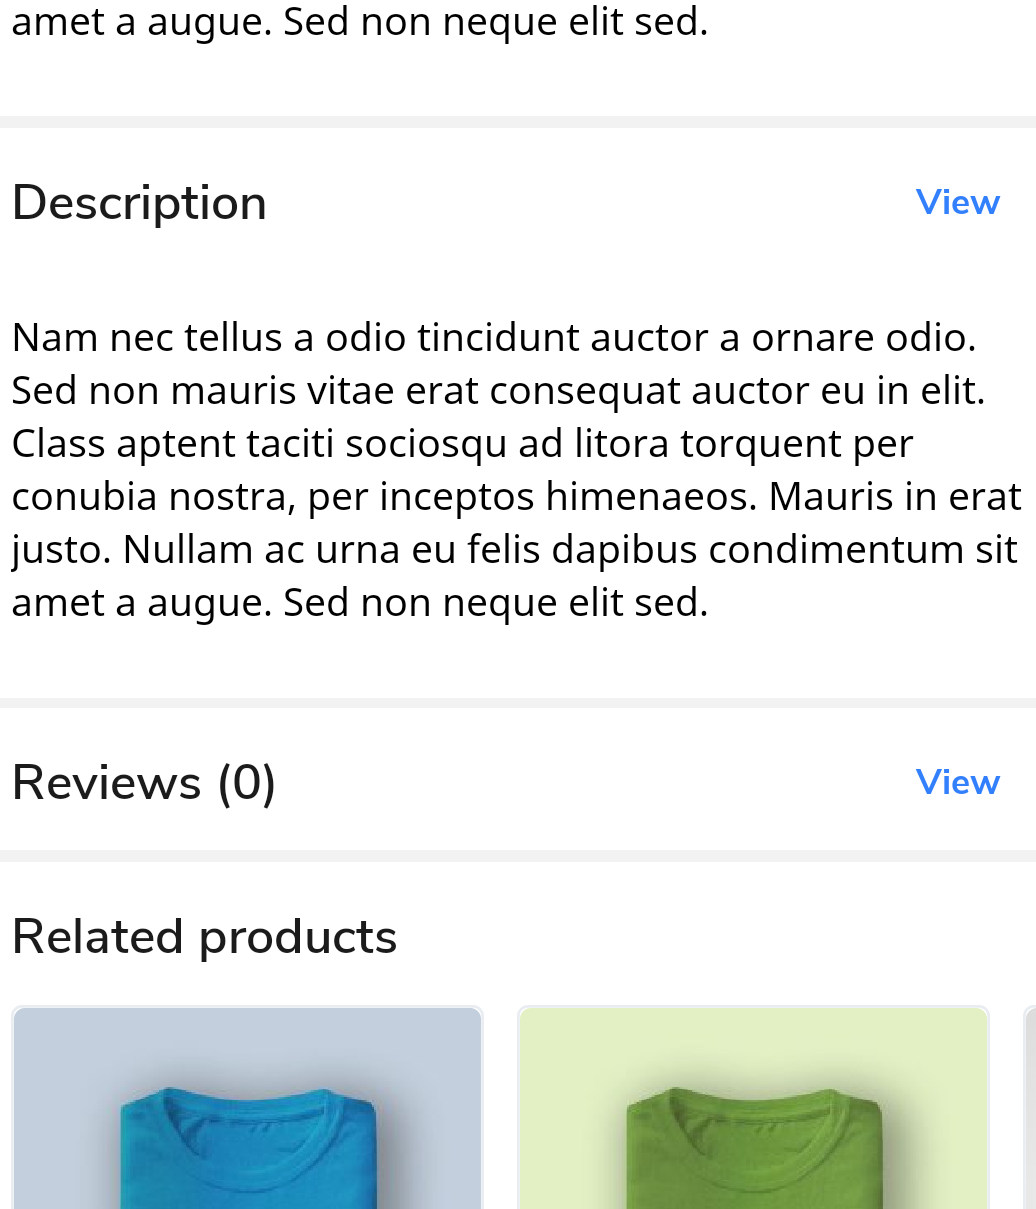 amet a augue. Sed non neque elit sed.
Description
View
Nam nec tellus a odio tincidunt auctor a ornare odio.
Sed non mauris vitae erat consequat auctor eu in elit.
Class aptent taciti sociosqu ad litora torquent per
conubia nostra, per inceptos himenaeos. Mauris in erat
justo. Nullam ac urna eu felis dapibus condimentum sit
amet a augue. Sed non neque elit sed.
Reviews (0)
View
Related products